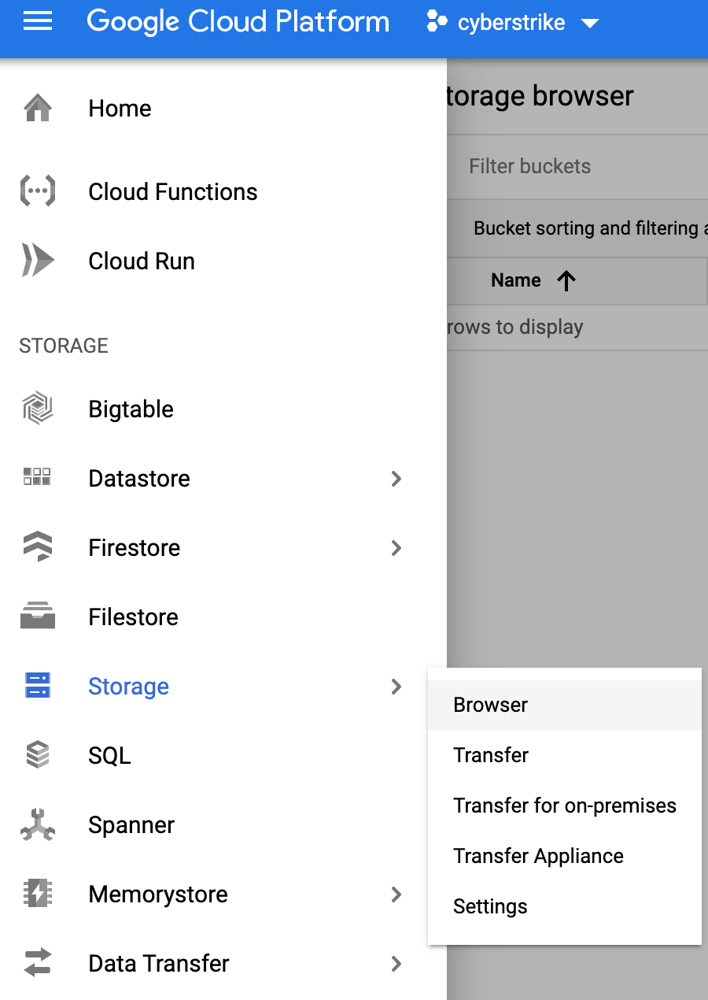 Google Cloud Platform
cyberstrike
Home
Cloud Functions
Cloud Run
STORAGE
Bigtable
Datastore
Firestore
Filestore
Storage
SQL
Spanner
Memorystore
Data Transfer
torage browser
Filter buckets
Bucket sorting and filtering a
Name
rows to display
Browser
Transfer
Transfer for on-premises
Transfer Appliance
Settings